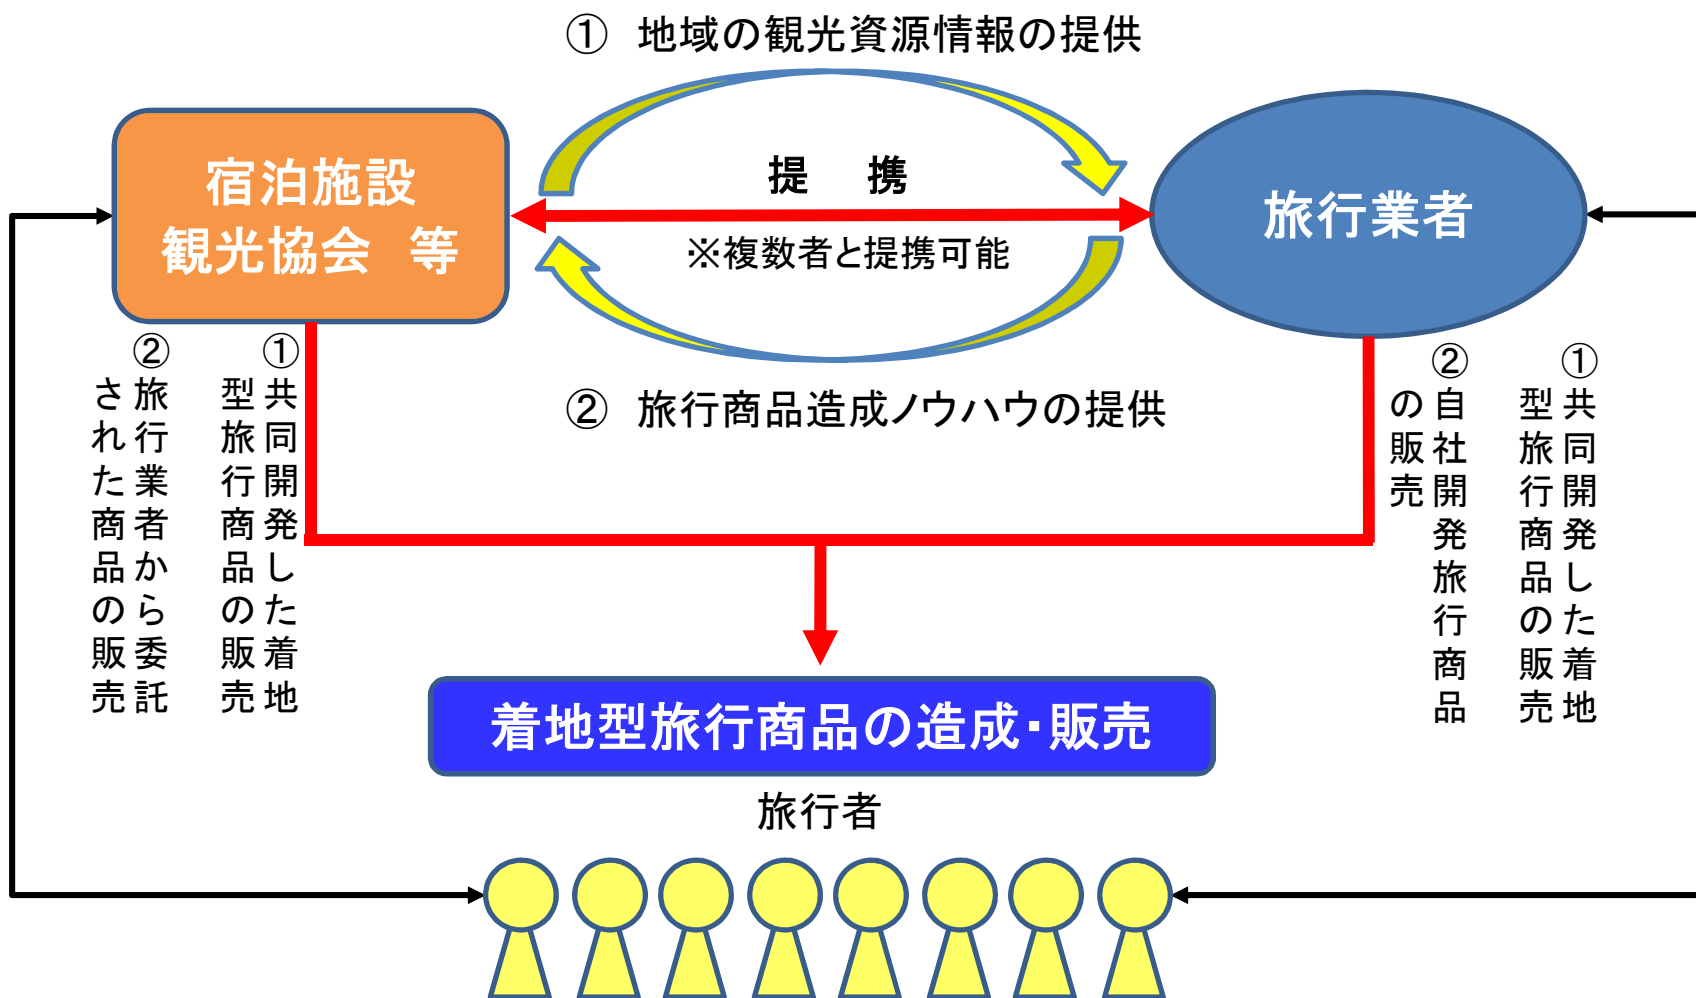 ① 地域の観光資源情報の提供
宿泊施設
観光協会 等
提 携
※複数者と提携可能
旅行業者
② 旅行商品造成ノウハウの提供
①共同開発した着地
型旅行商品の販売
②旅行業者から委託
された商品の販売
①共同開発した着地
型旅行商品の販売
②自社開発旅行商品
の販売
着地型旅行商品の造成・販売
旅行者